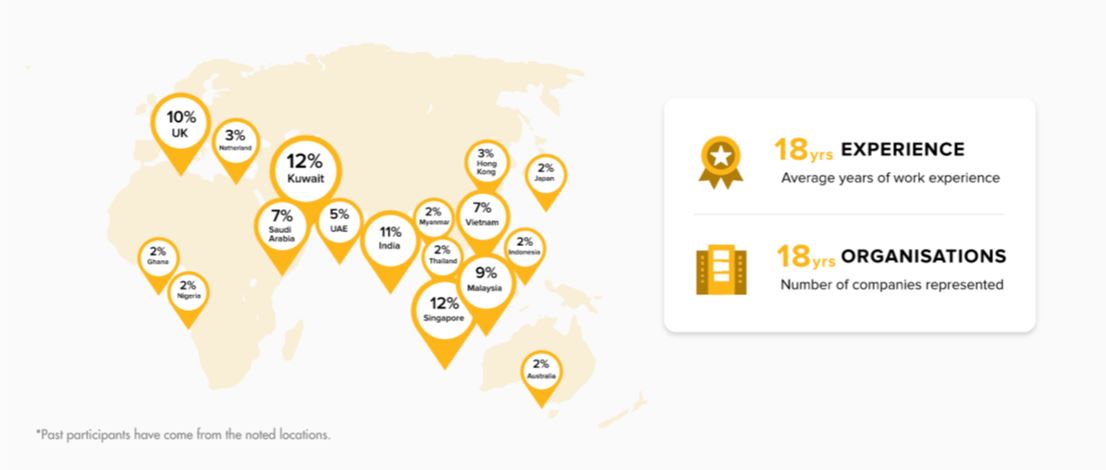 10%
UK
3%
Natherland
12%
Kuwait
3%
Hong
Kong
2%
Japan
7%
Saudi
Arabia
5%
UAE
11%
India
2%
Myanmar
7%
Vietnam
2%
Thailand
2%
Indonesia
2%
Ghana
2%
Nigeria
12%
Singapore
9%
Malaysia
2%
Australia
*Past participants have come from the noted locations.
18yrs EXPERIENCE
Average years of work experience
18yrs ORGANISATIONS
Number of companies represented